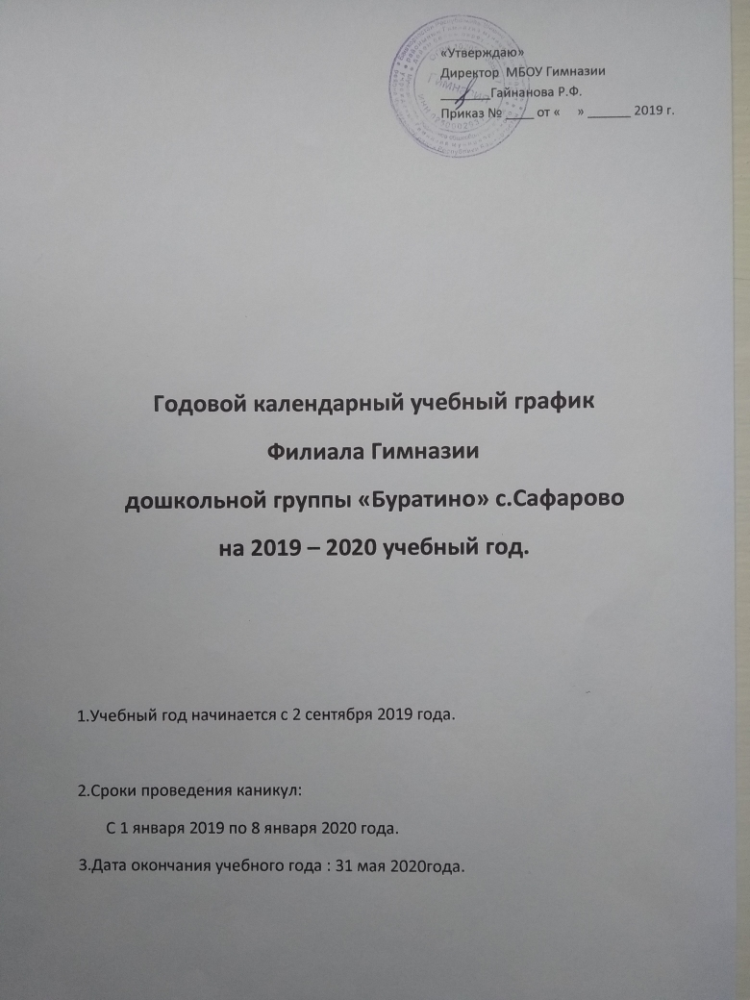 «Утверждаю»
Директор МБОУ Гимназии
_______Гайнанова Р.Ф.
Приказ № ____ от «    » ______ 2019 г.
Гимназия
Годовой календарный учебный график
Филиала Гимназии
дошкольной группы «Буратино» с.Сафарово
на 2019 – 2020 учебный год.
1.Учебный год начинается с 2 сентября 2019 года.
2.Сроки проведения каникул:
С 1 января 2019 по 8 января 2020 года.
3.Дата окончания учебного года : 31 мая 2020года.